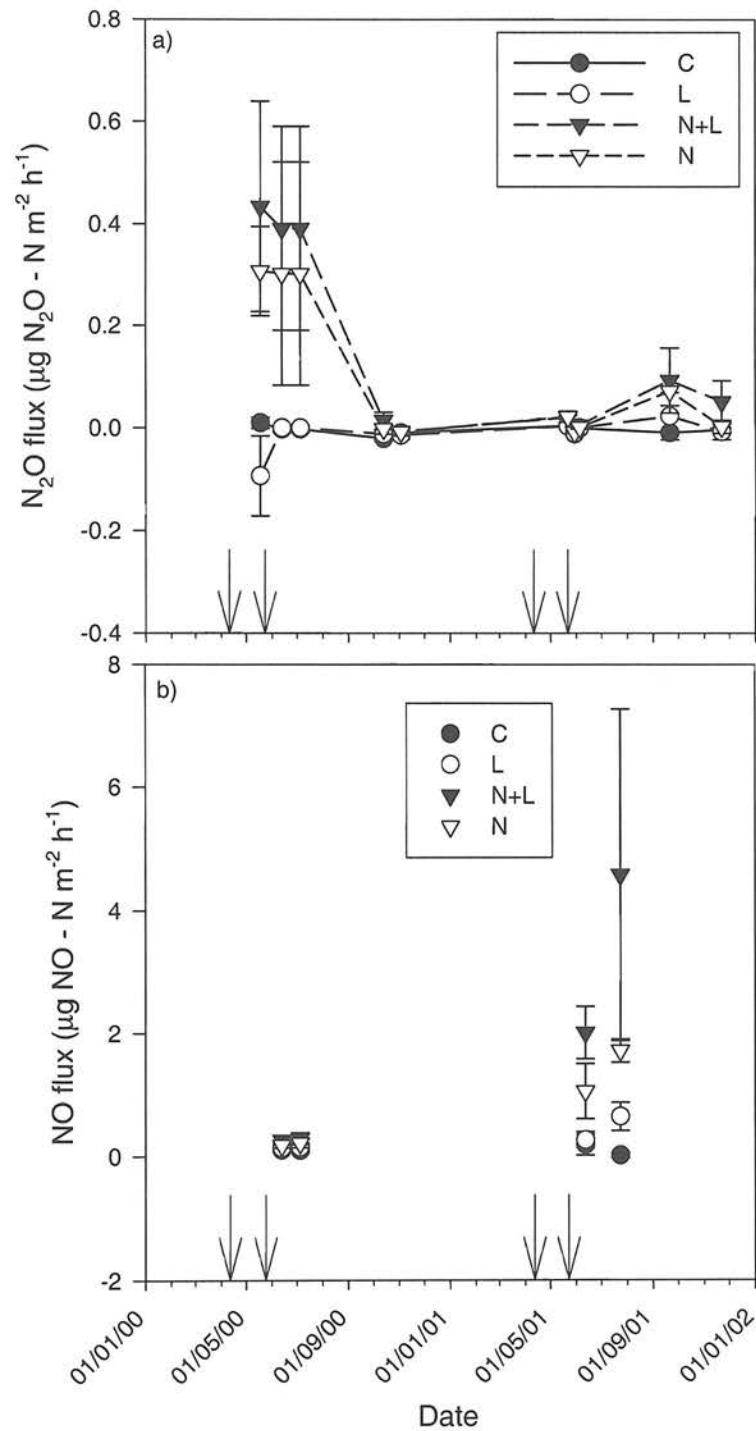 a)
C
L
N+L
N
0.8
0.6
0.4
0.2
0.0
-0.2
-0.4
N₂O flux (µg N₂O - N m⁻² h⁻¹)
b)
C
L
N+L
N
8
6
4
2
0
-2
NO flux (µg NO - N m⁻² h⁻¹)
01/01/00
01/05/00
01/09/00
01/01/01
01/05/01
01/09/01
01/01/02
Date